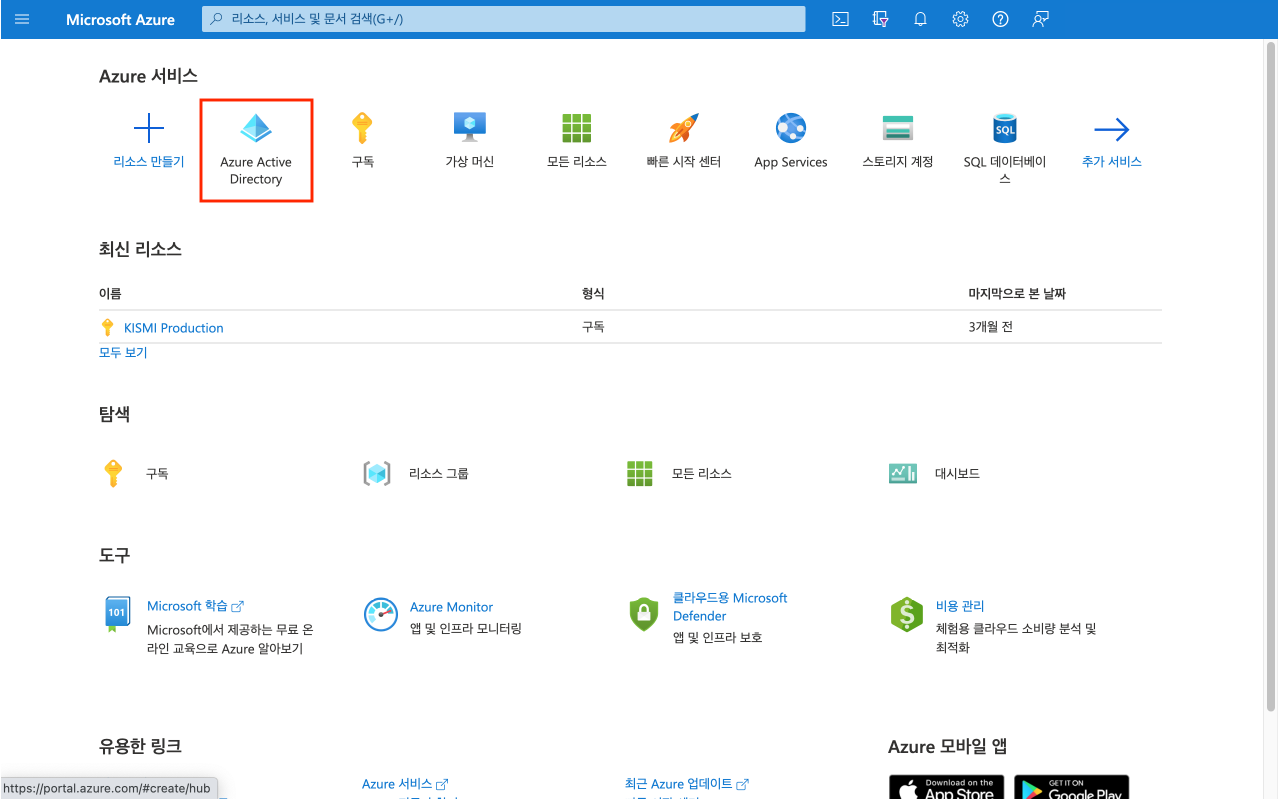 Microsoft Azure
리소스, 서비스 및 문서 검색(G+/)
Azure 서비스
리소스 만들기
Azure Active
Directory
구독
가상 머신
모든 리소스
빠른 시작 센터
App Services
스토리지 계정
SQL
SQL 데이터베이
스
추가 서비스
최신 리소스
이름 형식 마지막으로 본 날짜
KISMI Production 구독 3개월 전
모두 보기
탐색
구독
리소스 그룹
모든 리소스
대시보드
도구
101
Microsoft 학습
Microsoft에서 제공하는 무료 온
라인 교육으로 Azure 알아보기
Azure Monitor
앱 및 인프라 모니터링
클라우드용 Microsoft
Defender
앱 및 인프라 보호
비용 관리
체험용 클라우드 소비량 분석 및
최적화
유용한 링크
Azure 서비스
최근 Azure 업데이트
Azure 모바일 앱
Download on the
App Store
GET IT ON
Google Play
https://portal.azure.com/#create/hub